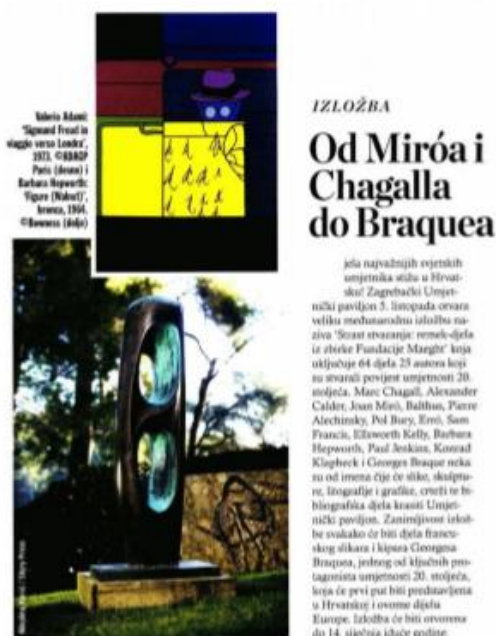 Valerio Adami:
'Sigmund Freud in
viaggio verso Londra',
1973. ©ADAGP
Paris (desno) i
Barbara Hepworth:
'Figure (Walnut)',
bronca, 1964.
©Bowness (dolje)
IZLOŽBA
Od Miróa i
Chagalla
do Braquea
jela najvažnijih svjetskih
umjetnika stižu u Hrvat-
sku! Zagrebački Umjet-
nički paviljon 5. listopada otvara
veliku međunarodnu izložbu na-
ziva 'Strast stvaranja: remek-djela
iz zbirke Fundacije Maeght' koja
uključuje 64 djela 25 autora koji
su stvarali povijest umjetnosti 20.
stoljeća. Marc Chagall, Alexander
Calder, Joan Miró, Balthus, Pierre
Alechinsky, Pol Bury, Erró, Sam
Francis, Ellsworth Kelly, Barbara
Hepworth, Paul Jenkins, Konrad
Klapheck i Georges Braque neka
su od imena čije će slike, skulptu-
re, litografije i grafike, crteži te bi-
bliografska djela krasiti Umjet-
nički paviljon. Zanimljivost izlož-
be svakako će biti djela francu-
skog slikara i kipara Georgesa
Braquea, jednog od ključnih pro-
tagonista umjetnosti 20. stoljeća,
koja će prvi put biti predstavljena
u Hrvatskoj i ovome dijelu
Europe. Izložba će biti otvorena
do 14. siječnja iduće godine.